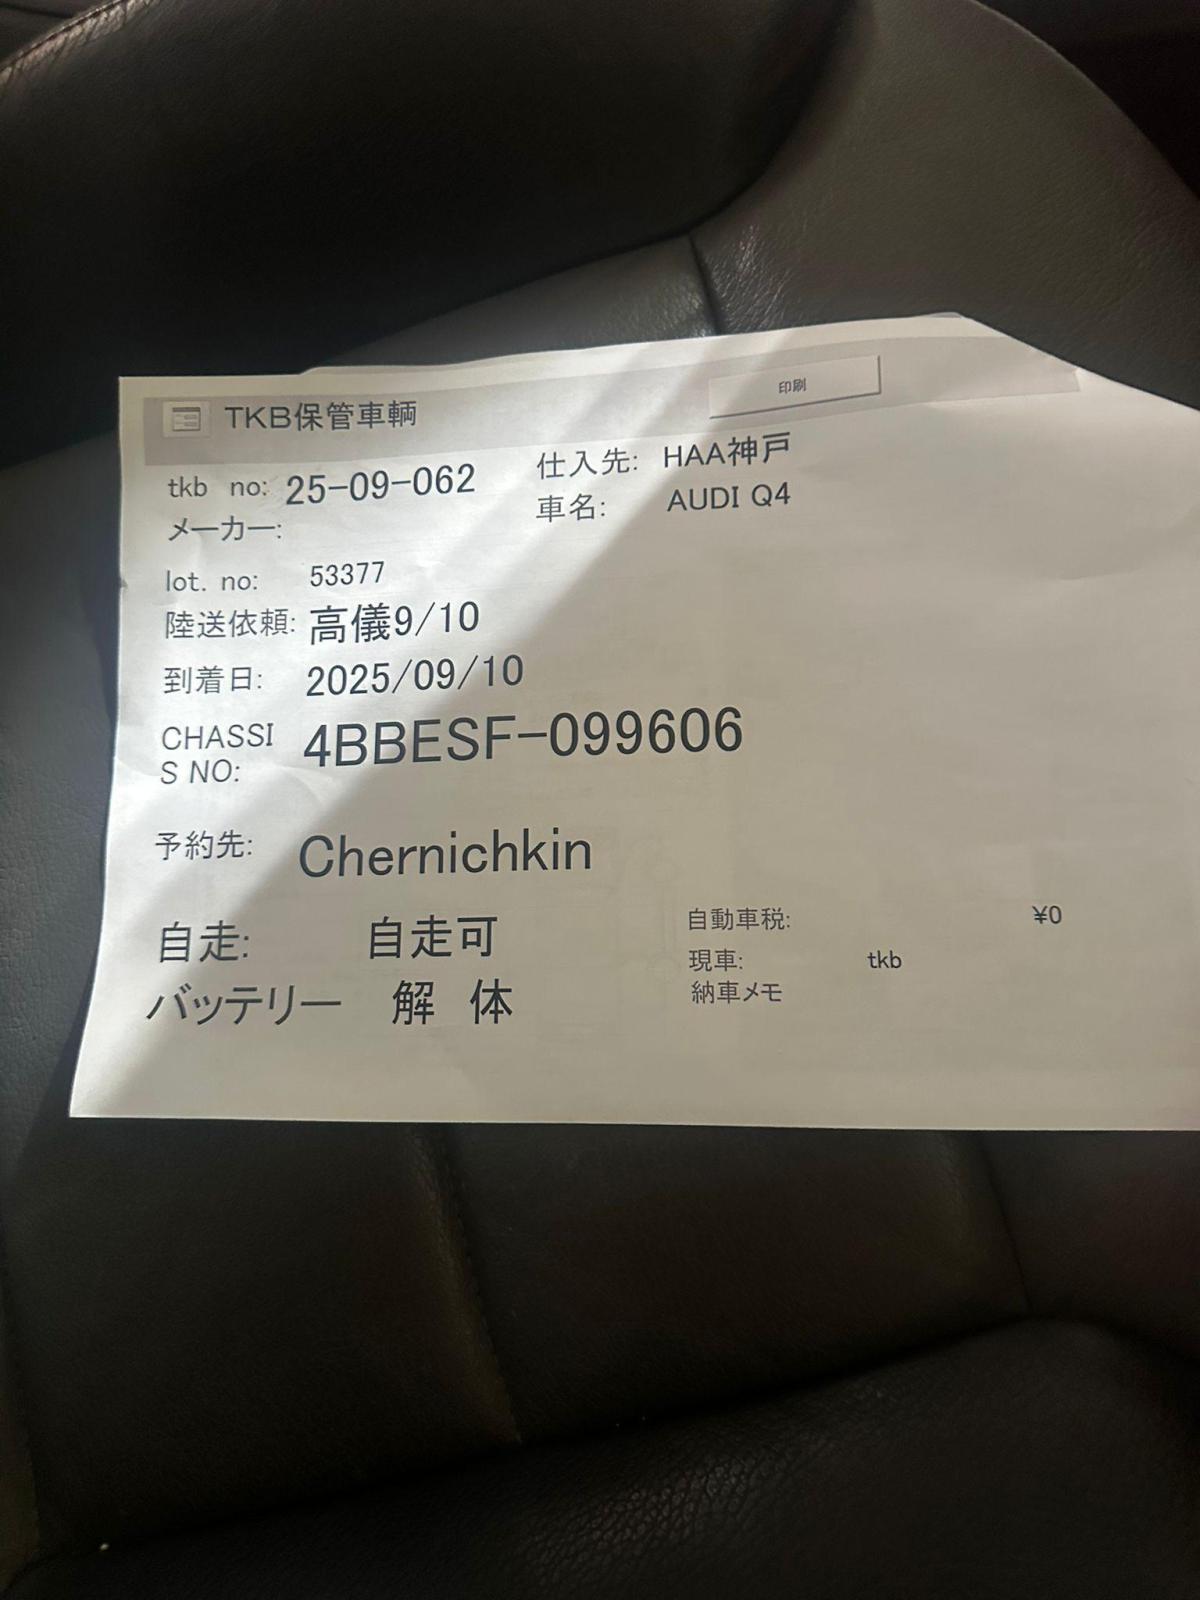 TKB保管車輌
印刷
tkb no: 25-09-062
仕入先: HAA神戸
メーカー:
車名: AUDI Q4
lot. no: 53377
陸送依頼: 高儀9/10
到着日: 2025/09/10
CHASSI
S NO: 4BBESF-099606
予約先: Chernichkin
自走: 自走可
自動車税: ¥0
現車: tkb
バッテリー 解 体
納車メモ